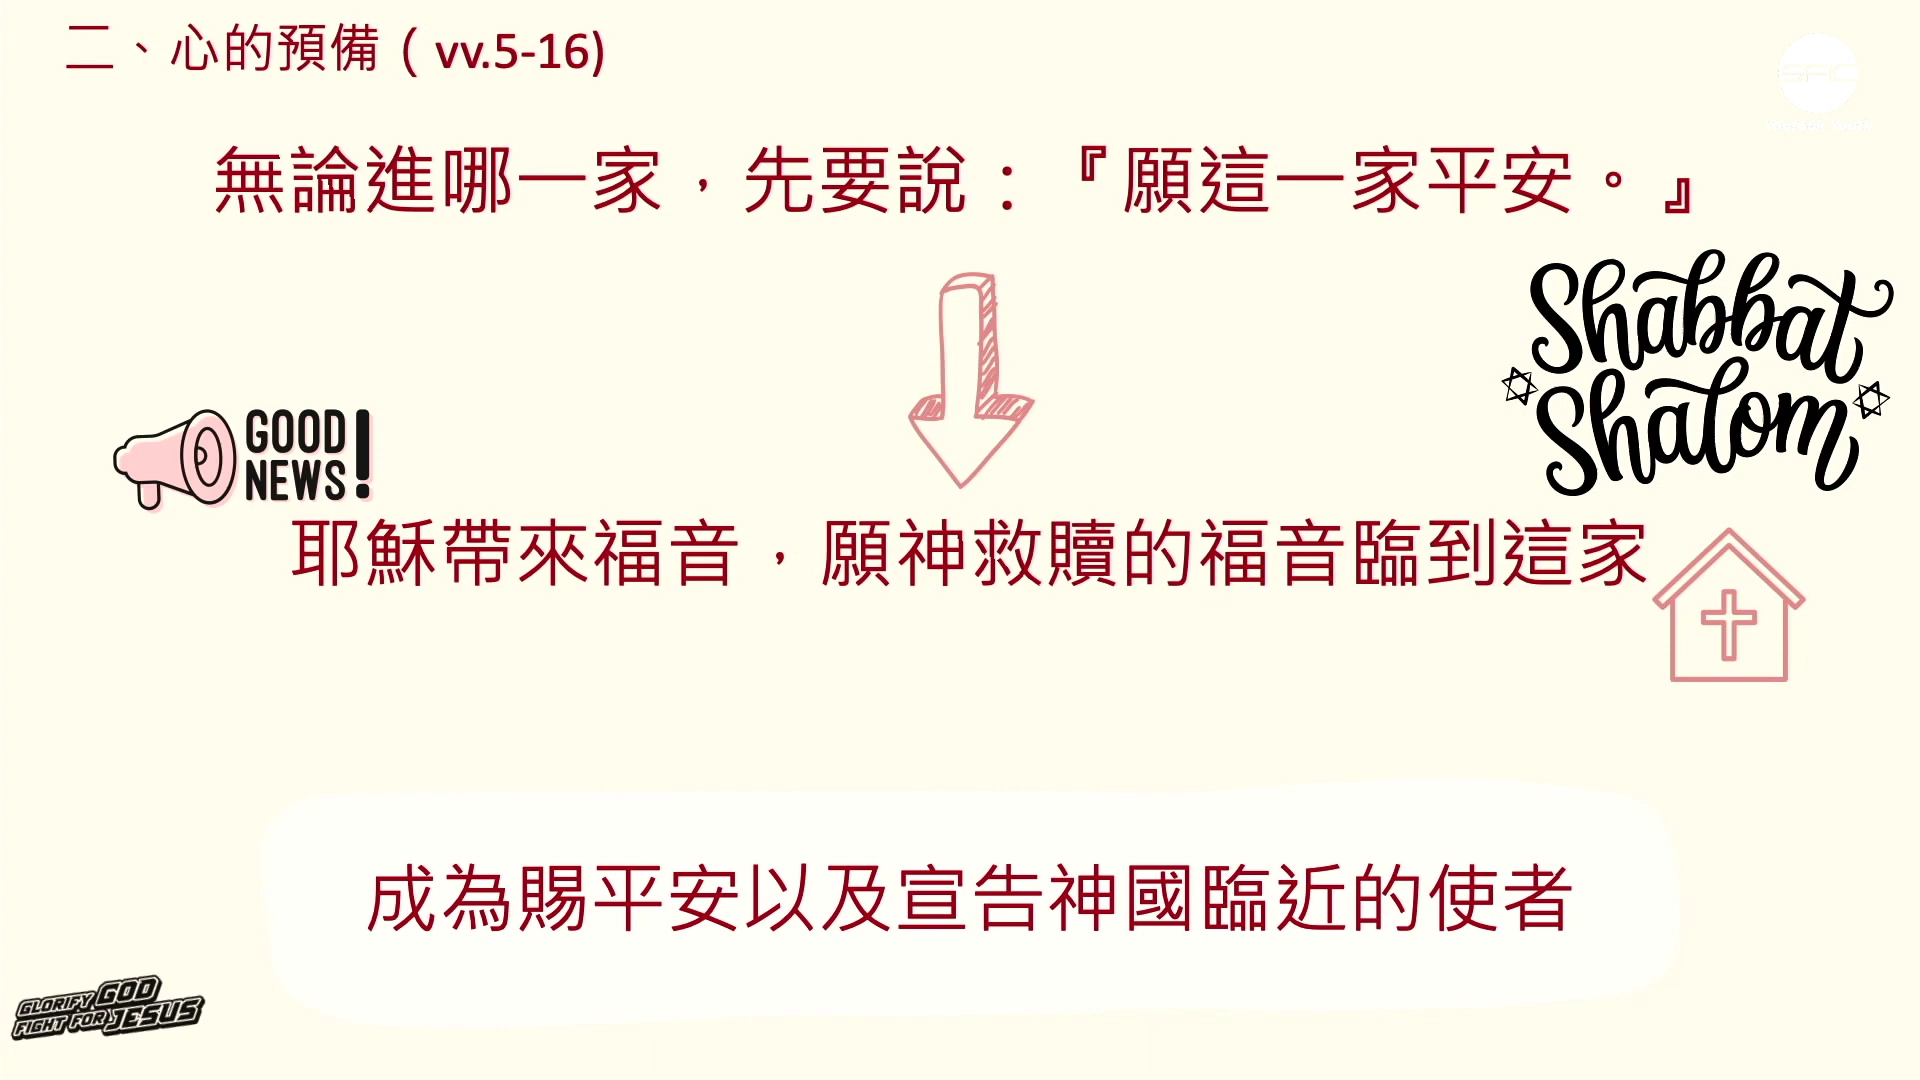 二、心的預備（vv.5-16)
無論進哪一家，先要說：『願這一家平安。』
Shabbat
Shalom
GOOD
NEWS!
耶穌帶來福音，願神救贖的福音臨到這家
成為賜平安以及宣告神國臨近的使者
GLORIFY GOD
FIGHT FOR JESUS